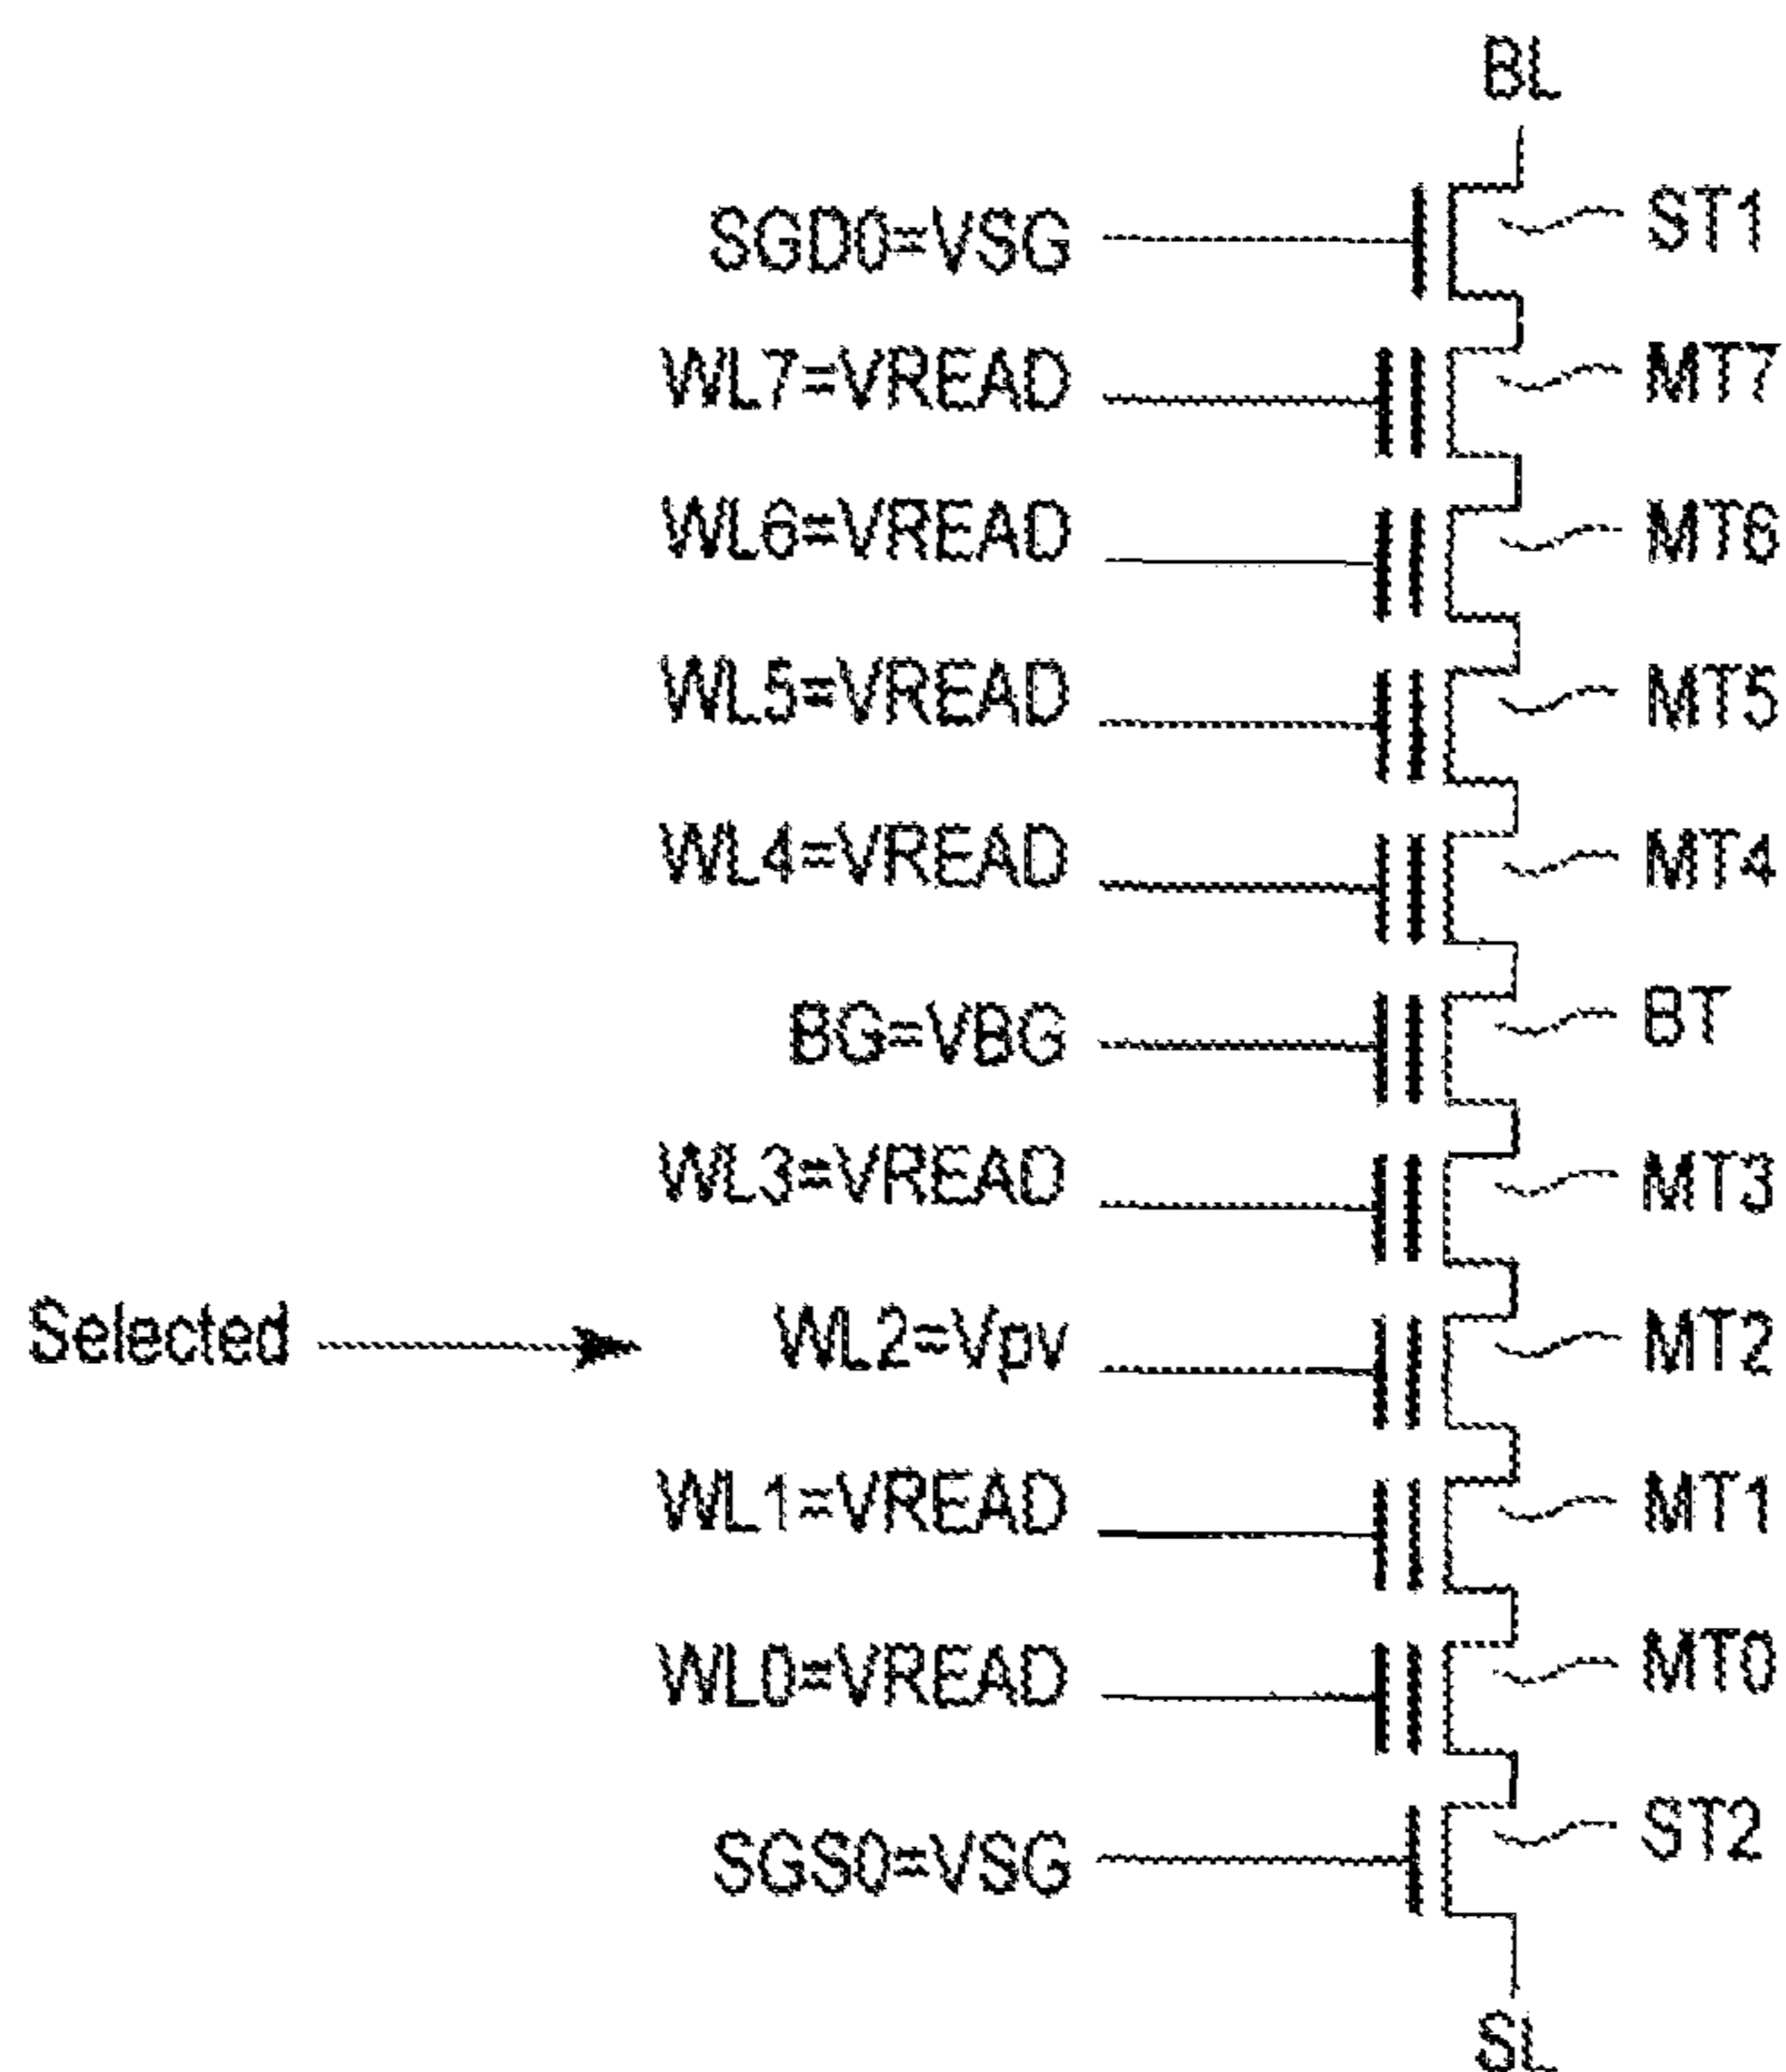 BL
SGD0=VSG ST1
WL7=VREAD MT7
WL6=VREAD MT6
WL5=VREAD MT5
WL4=VREAD MT4
BG=VBG BT
WL3=VREAD MT3
Selected WL2=Vpv MT2
WL1=VREAD MT1
WL0=VREAD MT0
SGS0=VSG ST2
SL